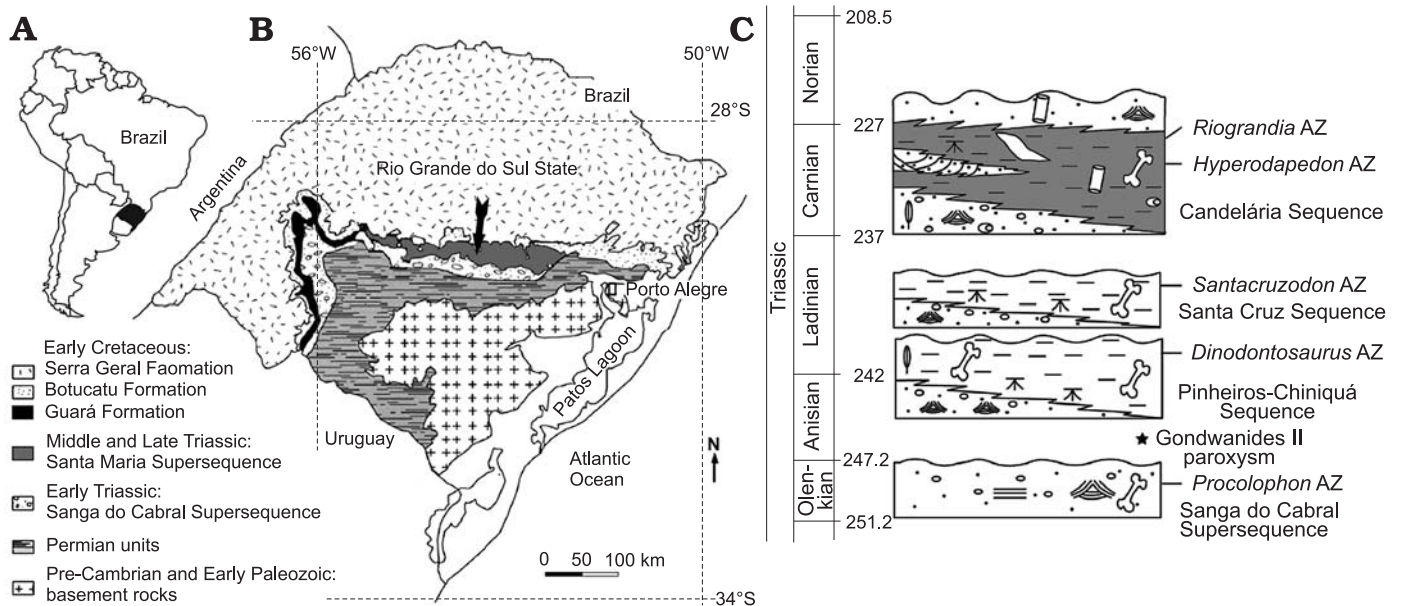 A
Brazil
Early Cretaceous:
Serra Geral Faomation
Botucatu Formation
Guará Formation
Middle and Late Triassic:
Santa Maria Supersequence
Early Triassic:
Sanga do Cabral Supersequence
Permian units
Pre-Cambrian and Early Paleozoic:
basement rocks
B
56°W
50°W
Brazil
28°S
Rio Grande do Sul State
Argentina
Porto Alegre
Patos Lagoon
Uruguay
Atlantic
Ocean
N
0 50 100 km
34°S
C
Triassic
Norian
Carnian
Ladinian
Anisian
Olen-
kian
208.5
227
237
242
247.2
251.2
Riograndia AZ
Hyperodapedon AZ
Candelária Sequence
Santacruzodon AZ
Santa Cruz Sequence
Dinodontosaurus AZ
Pinheiros-Chiniquá
Sequence
★ Gondwanides II
paroxysm
Procolophon AZ
Sanga do Cabral
Supersequence